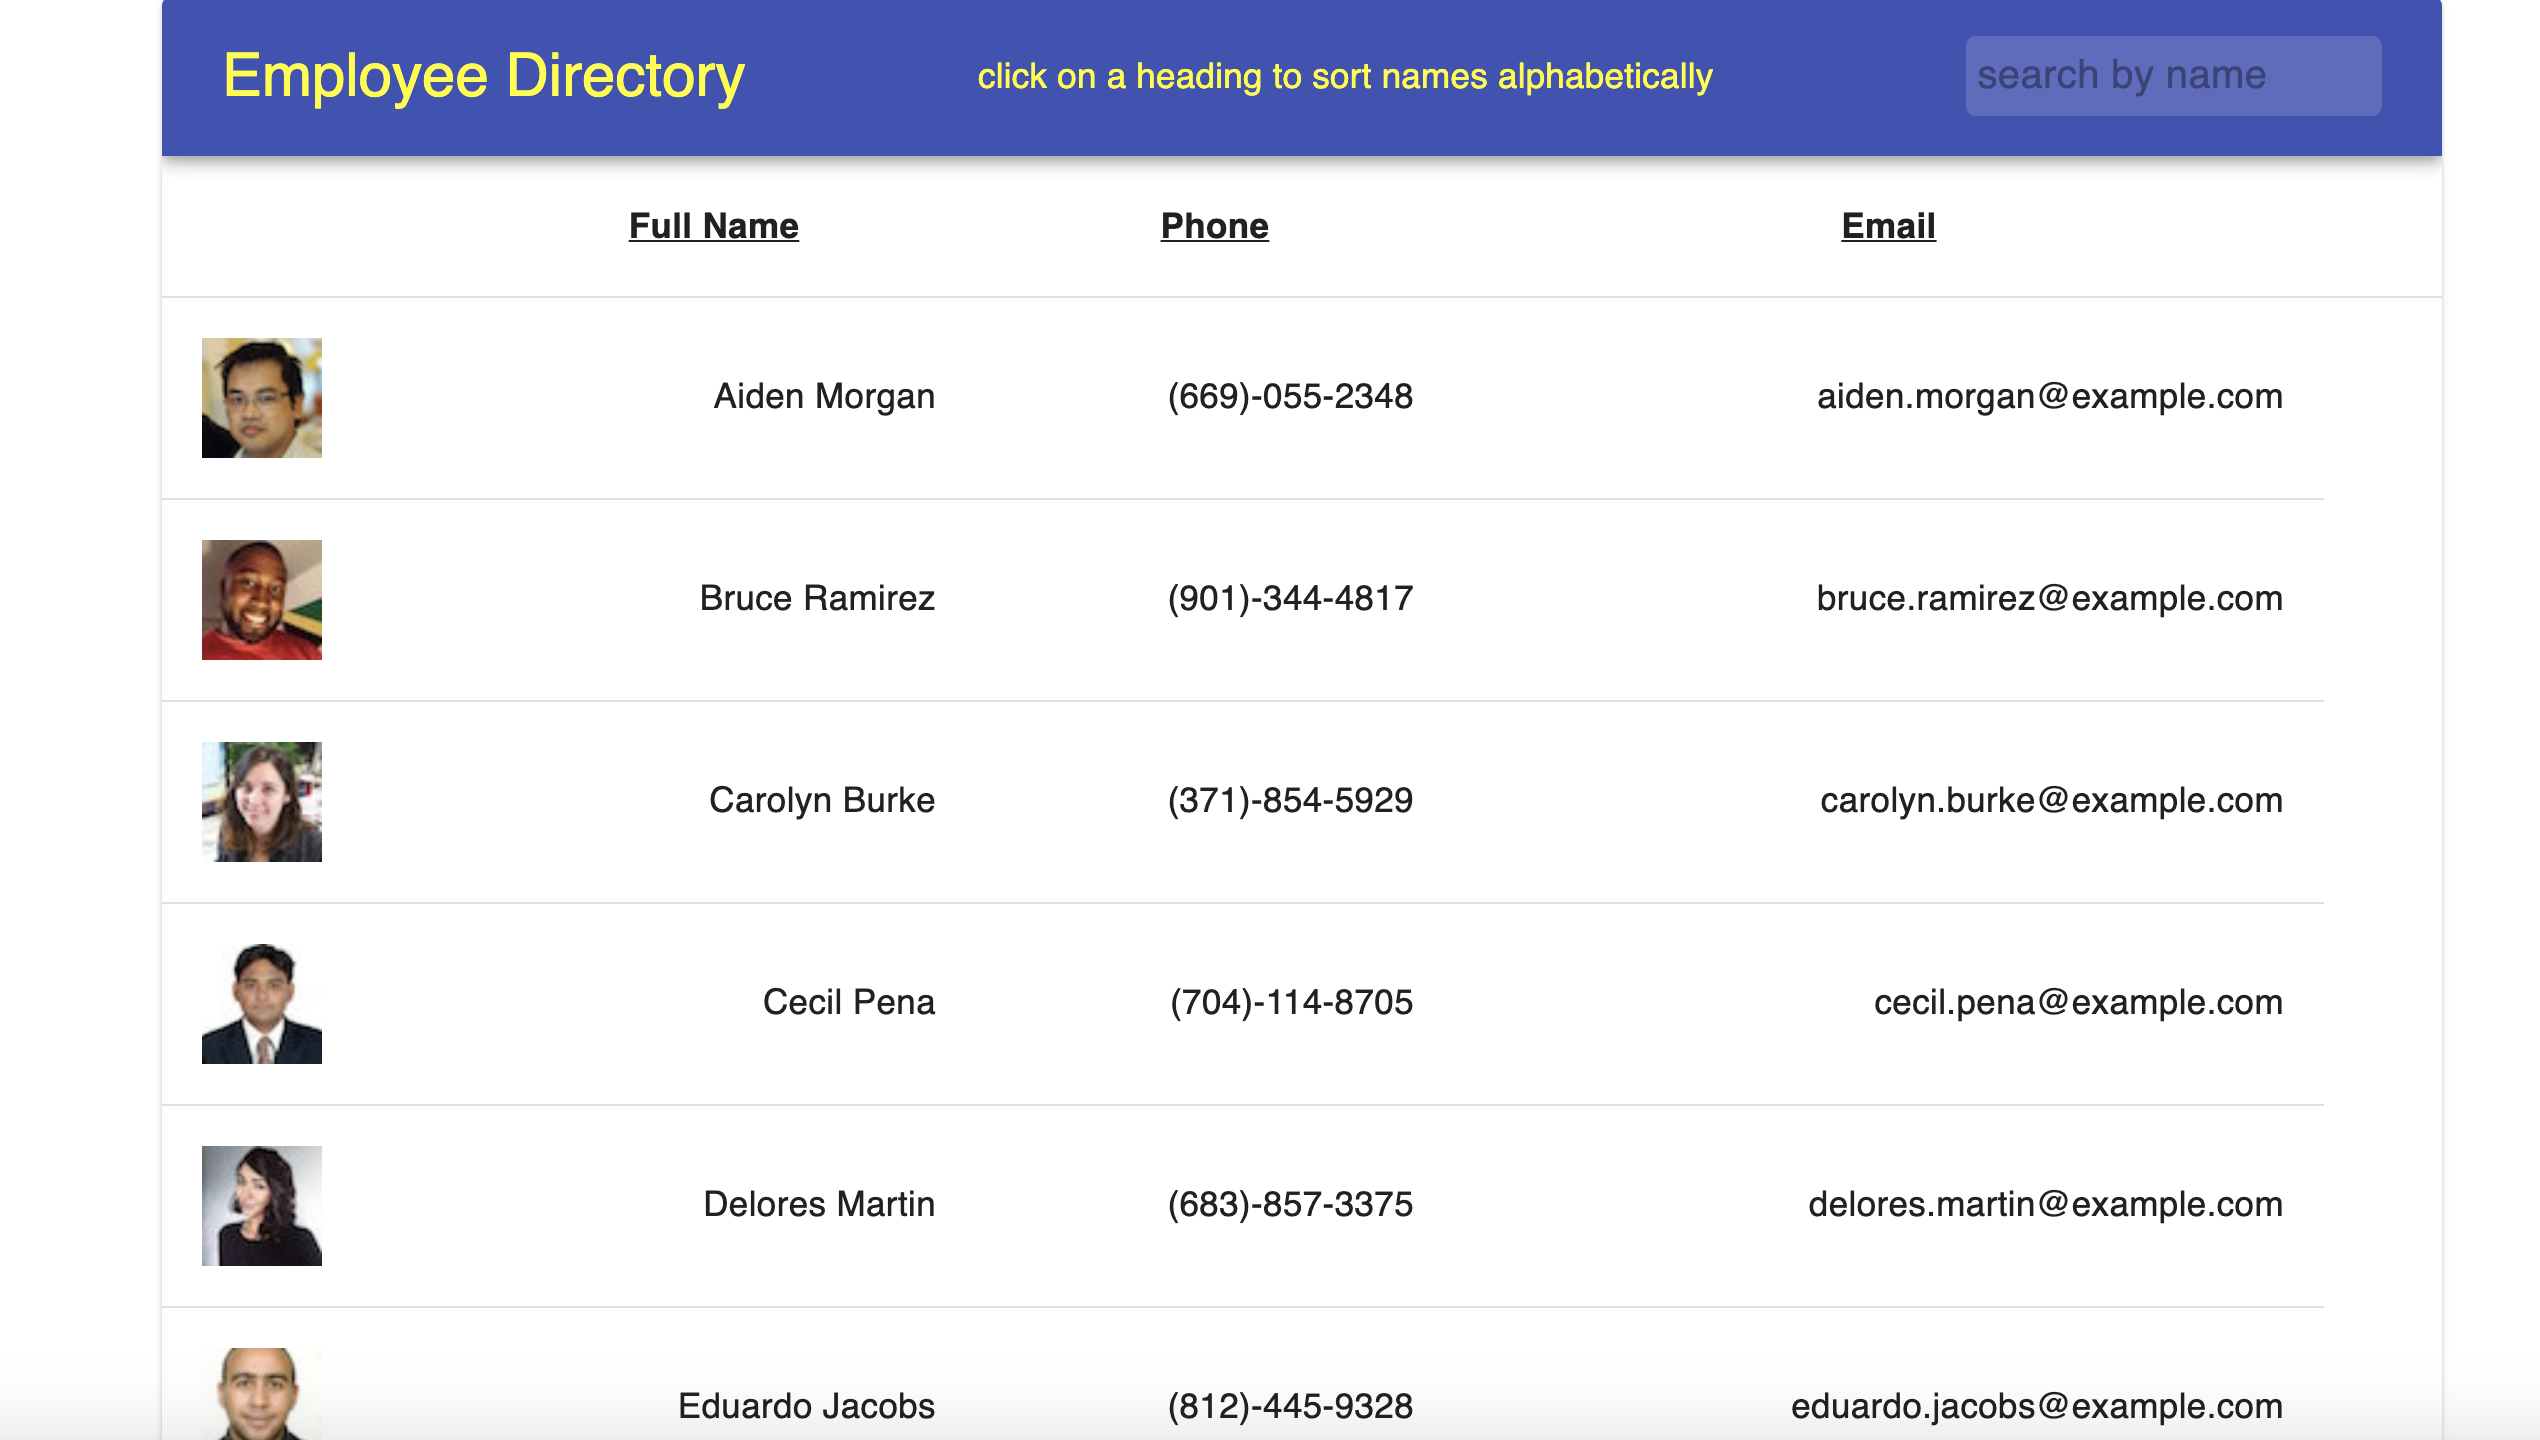 Employee Directory click on a heading to sort names alphabetically search by name
Full Name Phone Email
Aiden Morgan (669)-055-2348 aiden.morgan@example.com
Bruce Ramirez (901)-344-4817 bruce.ramirez@example.com
Carolyn Burke (371)-854-5929 carolyn.burke@example.com
Cecil Pena (704)-114-8705 cecil.pena@example.com
Delores Martin (683)-857-3375 delores.martin@example.com
Eduardo Jacobs (812)-445-9328 eduardo.jacobs@example.com